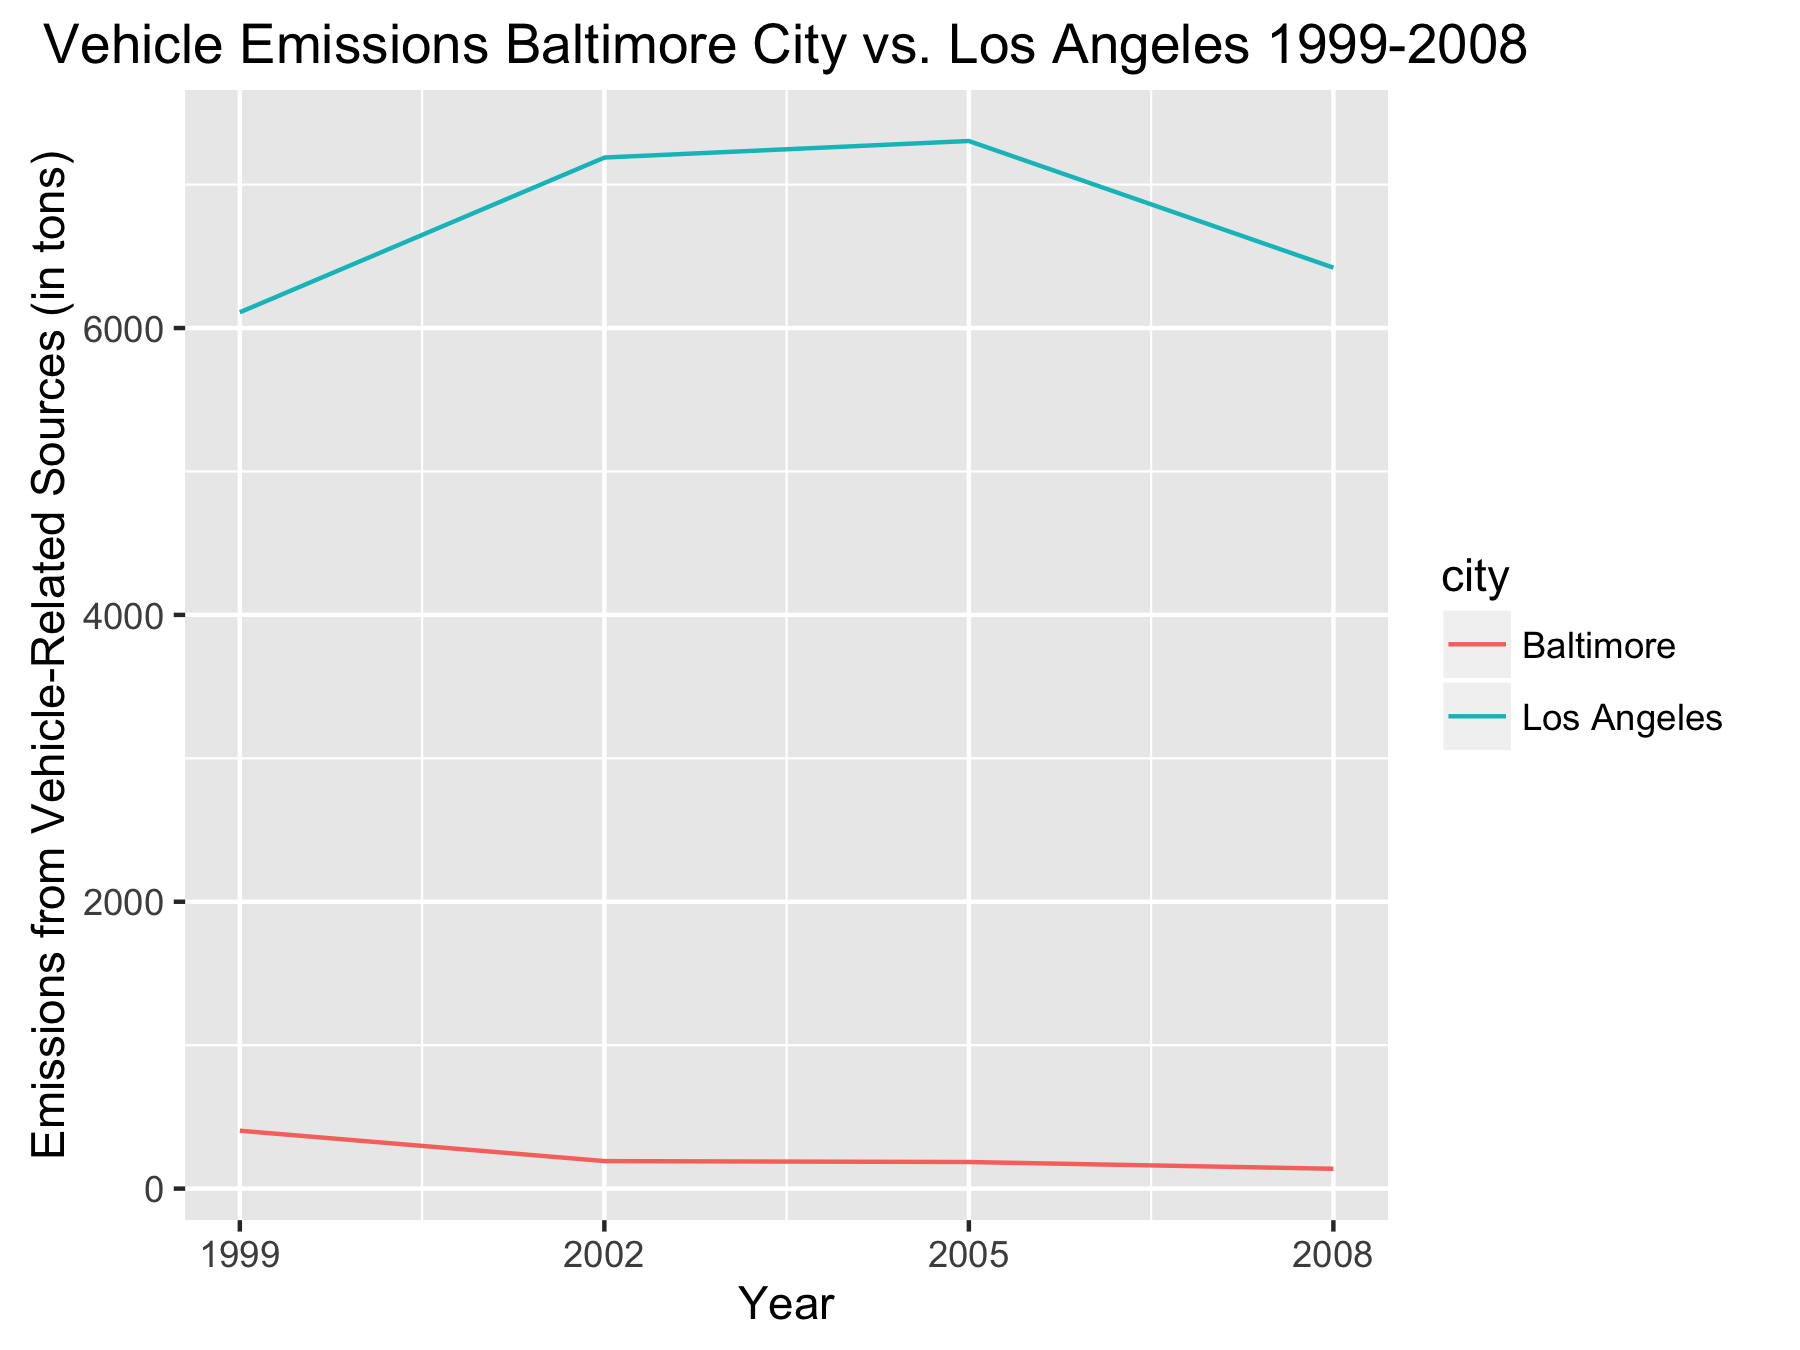 Vehicle Emissions Baltimore City vs. Los Angeles 1999-2008
Emissions from Vehicle-Related Sources (in tons)
6000
4000
2000
0
1999
2002
2005
2008
Year
city
Baltimore
Los Angeles